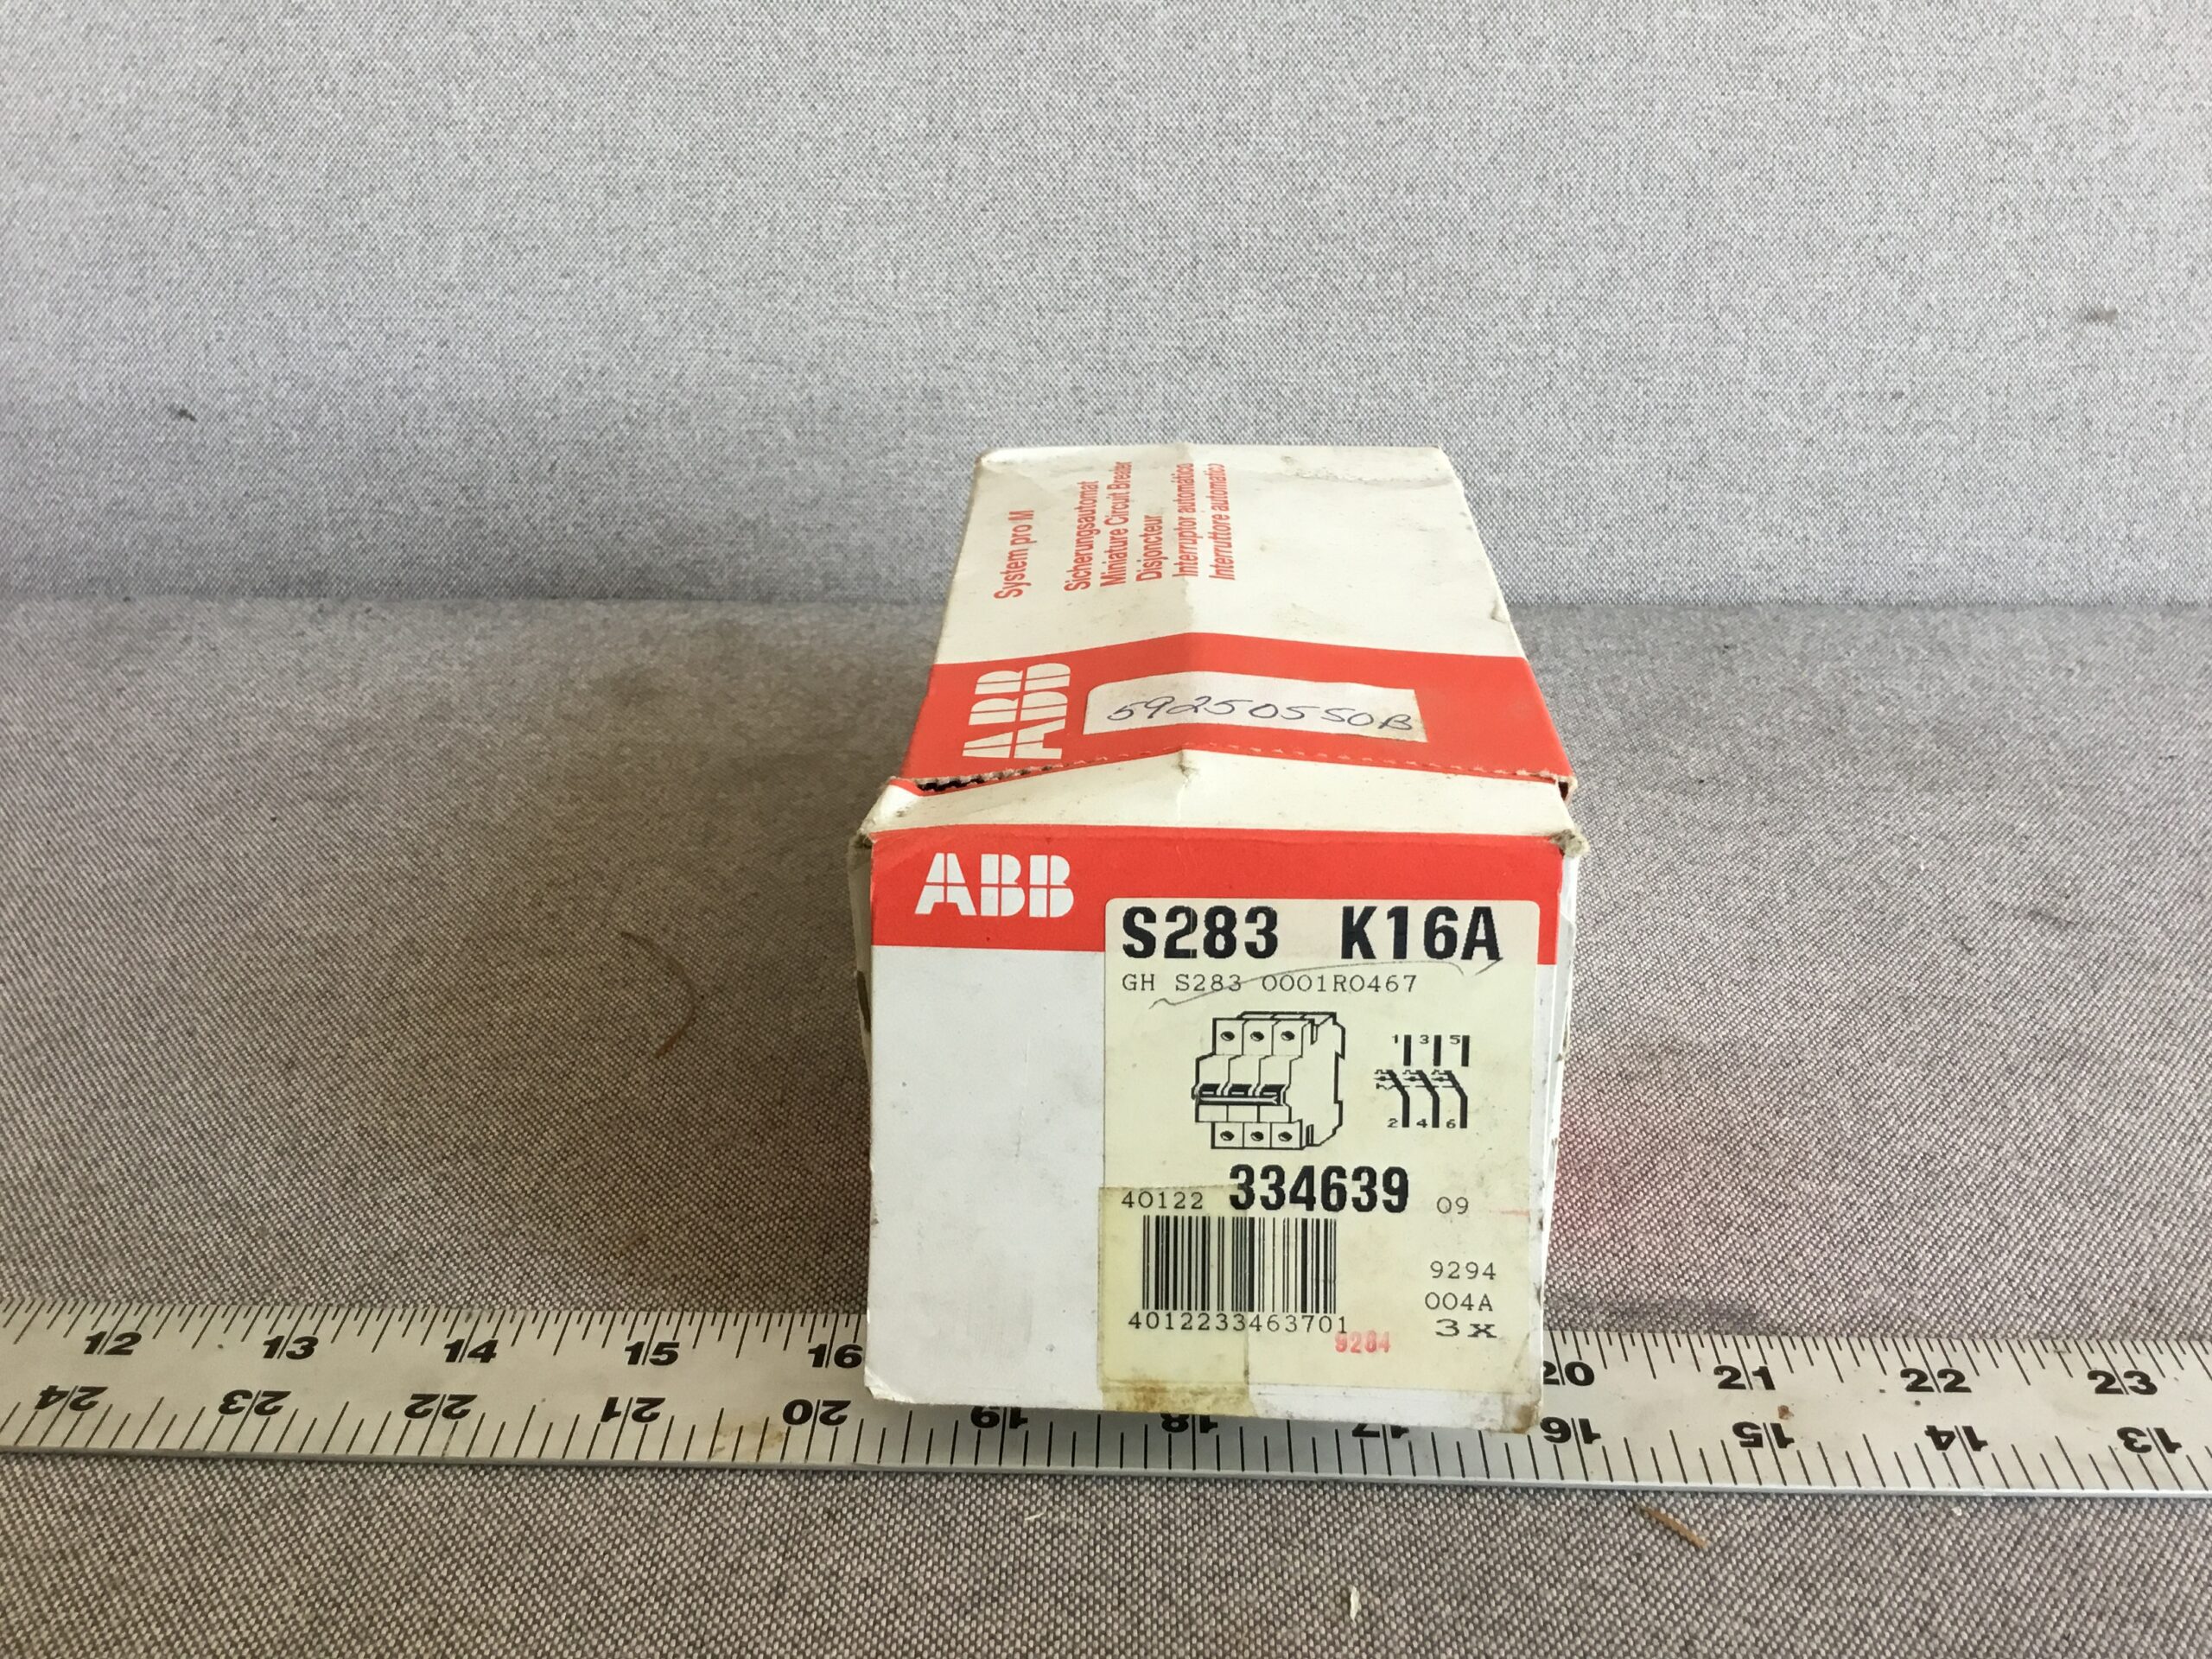 System pro M
Sicherungsautomat
Miniature Circuit Breaker
Disjoncteur
Interruptor automático
Interruttore automatico
ABB
59250550B
ABB
S283 K16A
GH S283 0001R0467
1 3 5
2 4 6
40122 334639 09
9294
004A
4012233463701
3x
9284
12 13 14 15 16 20 21 22 23
24 23 22 21 20 19 18 17 16 15 14 13